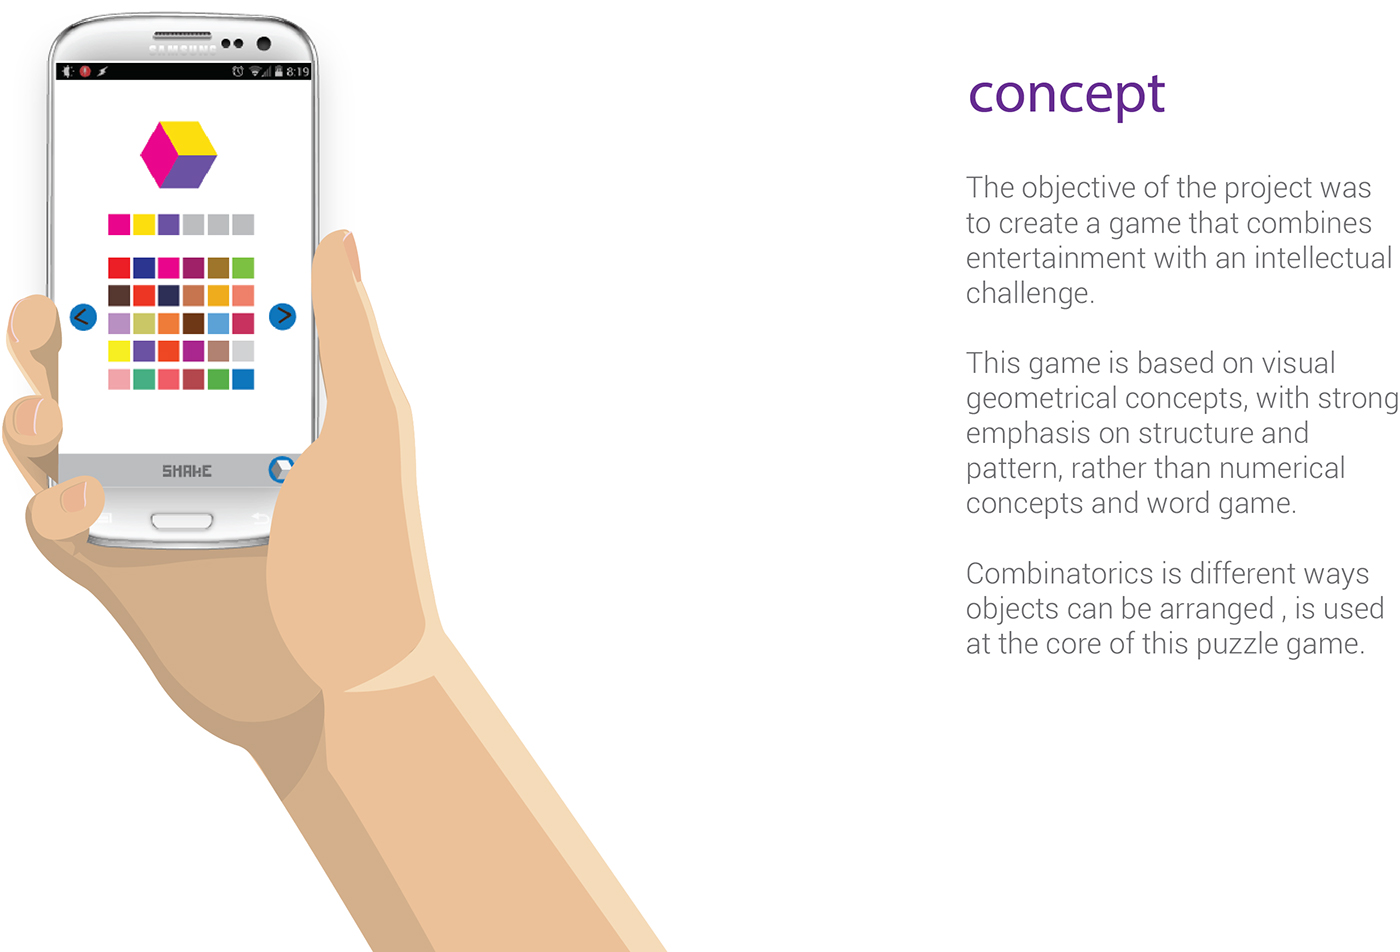 SAMSUNG
8:19
concept
The objective of the project was
to create a game that combines
entertainment with an intellectual
challenge.
This game is based on visual
geometrical concepts, with strong
emphasis on structure and
pattern, rather than numerical
concepts and word game.
Combinatorics is different ways
objects can be arranged , is used
at the core of this puzzle game.
< >
SHAKE